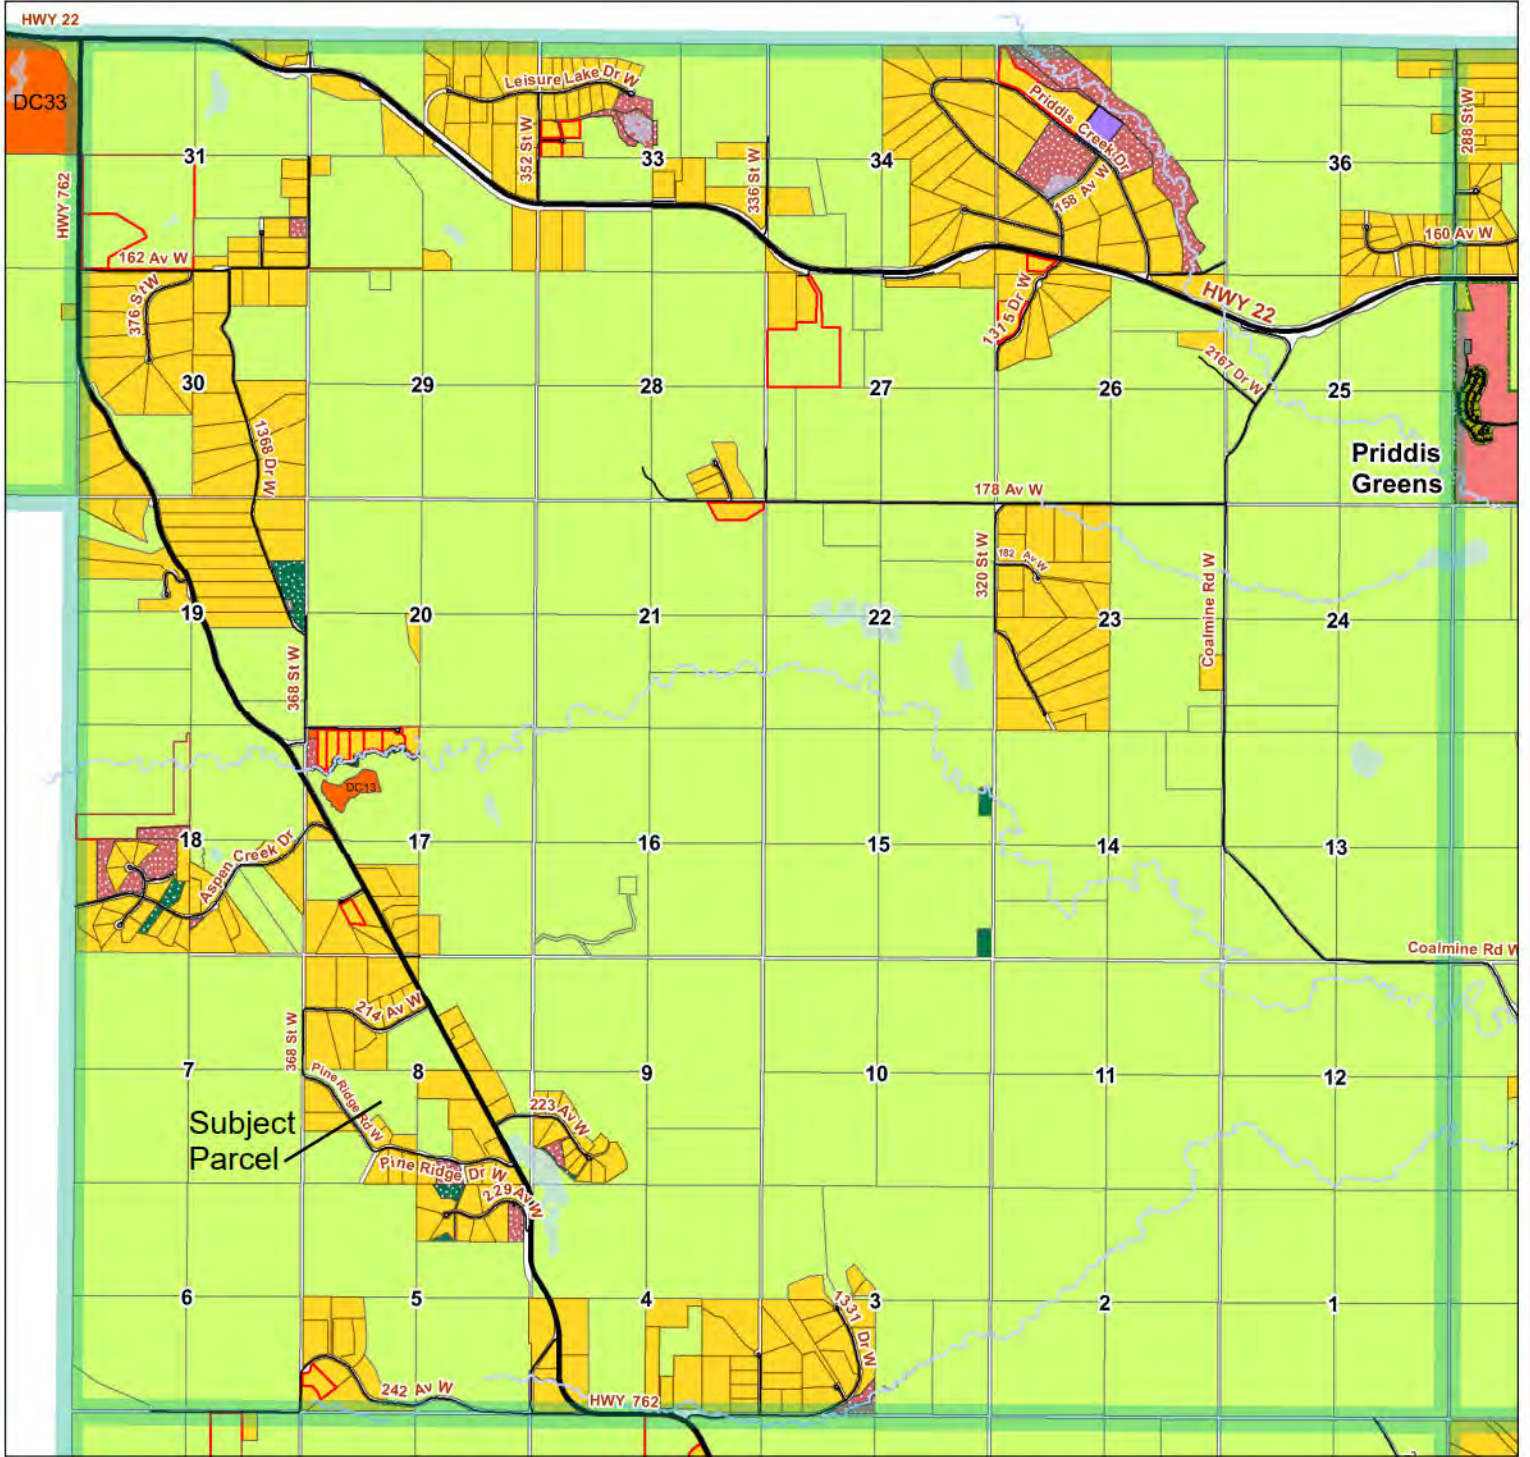 HWY 22
DC33
Leisure Lake Dr W
352 St W
336 St W
Priddis Creek Dr
158 Av W
288 St W
160 Av W
31
33
34
36
HWY 762
162 Av W
376 St W
1315 Dr W
HWY 22
2167 Dr W
30
29
28
27
26
25
1368 Dr W
Priddis
Greens
178 Av W
320 St W
182 Av W
Coalmine Rd W
19
20
21
22
23
24
368 St W
DC13
18
17
16
15
14
13
Aspen Creek Dr
Coalmine Rd W
214 Av W
368 St W
7
8
9
10
11
12
Pine Ridge Rd W
Subject
Parcel
223 Av W
Pine Ridge Dr W
229 Av W
6
5
4
3
2
1
1331 Dr W
242 Av W
HWY 762